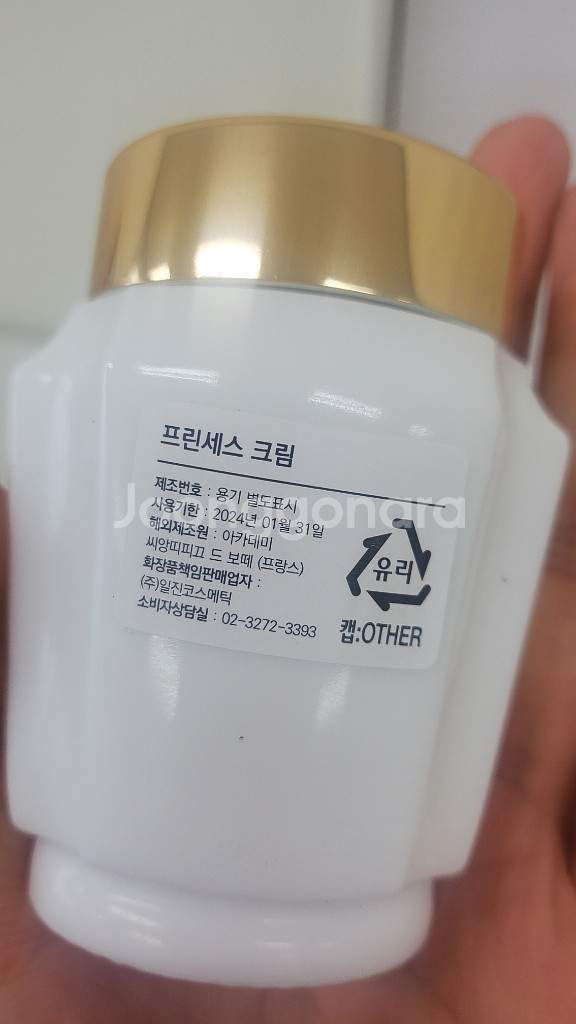 프린세스 크림
제조번호 : 용기 별도표시
사용기한 : 2024년 01월 31일
해외제조원 : 아카데미
씨앙띠피끄 드 보떼 (프랑스)
화장품책임판매업자 :
(주)일진코스메틱
소비자상담실 : 02-3272-3393
유리
캡:OTHER
Joonggonara